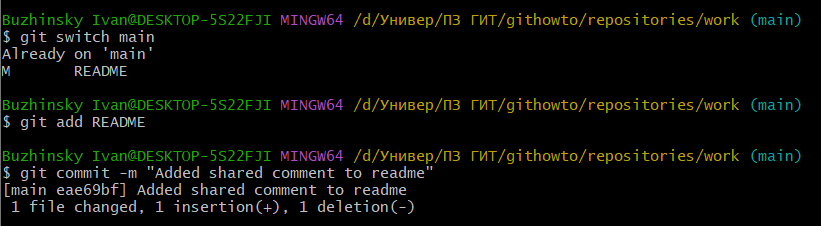 Buzhinsky Ivan@DESKTOP-5S22FJI MINGW64 /d/Универ/ПЗ ГИТ/githowto/repositories/work (main)
$ git switch main
Already on 'main'
M       README
Buzhinsky Ivan@DESKTOP-5S22FJI MINGW64 /d/Универ/ПЗ ГИТ/githowto/repositories/work (main)
$ git add README
Buzhinsky Ivan@DESKTOP-5S22FJI MINGW64 /d/Универ/ПЗ ГИТ/githowto/repositories/work (main)
$ git commit -m "Added shared comment to readme"
[main eae69bf] Added shared comment to readme
 1 file changed, 1 insertion(+), 1 deletion(-)